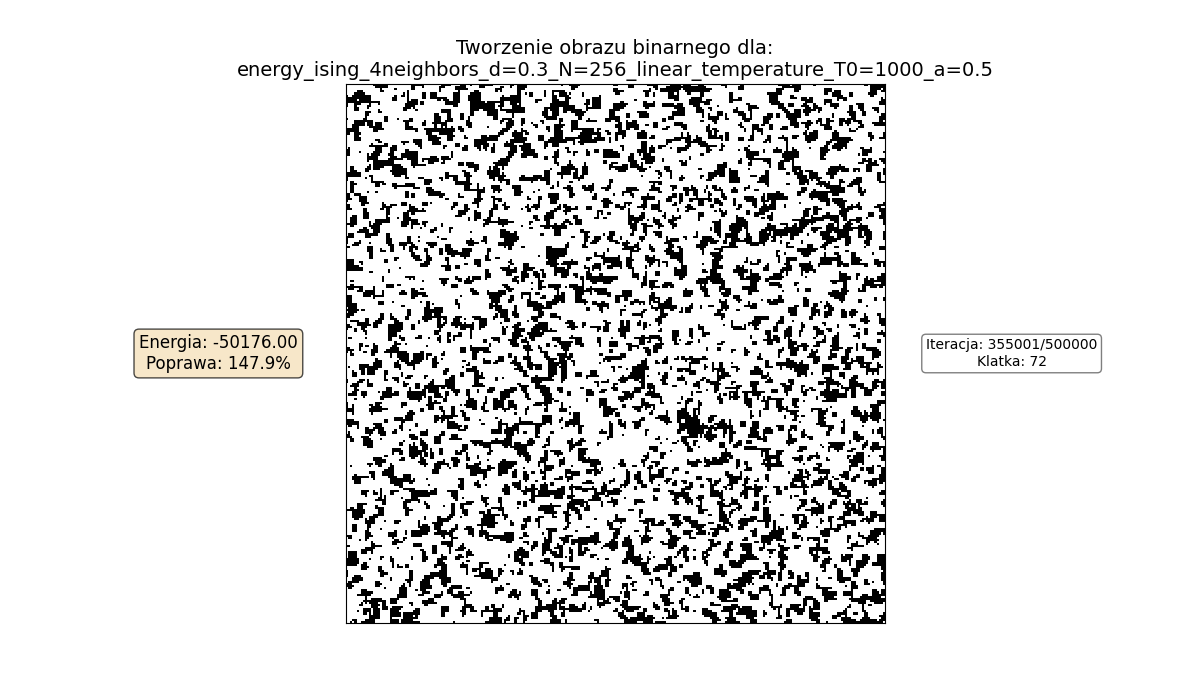 Tworzenie obrazu binarnego dla:
energy_ising_4neighbors_d=0.3_N=256_linear_temperature_T0=1000_a=0.5
Energia: -50176.00
Poprawa: 147.9%
Iteracja: 355001/500000
Klatka: 72